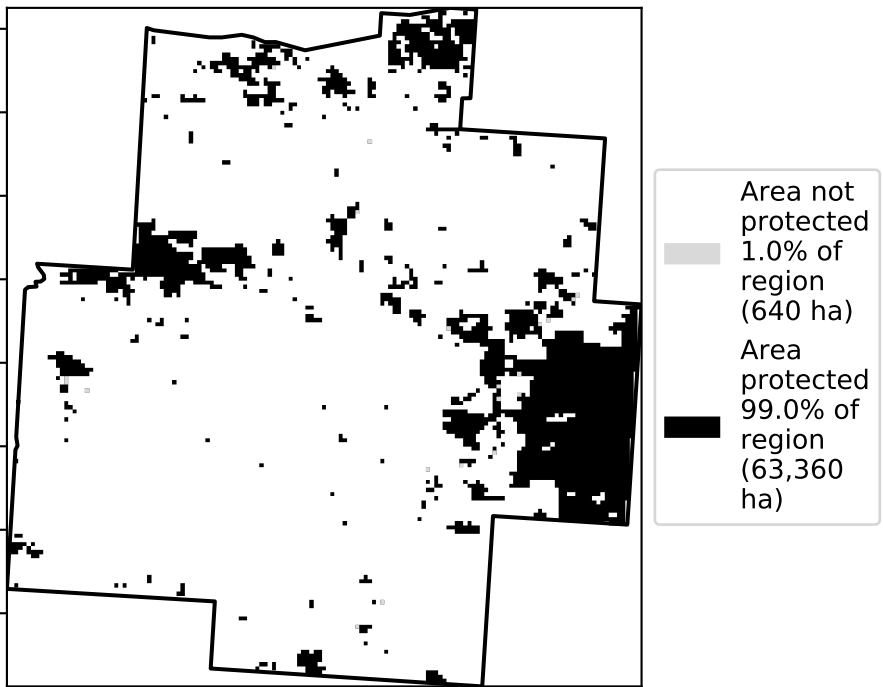 Area not
protected
1.0% of
region
(640 ha)
Area
protected
99.0% of
region
(63,360
ha)